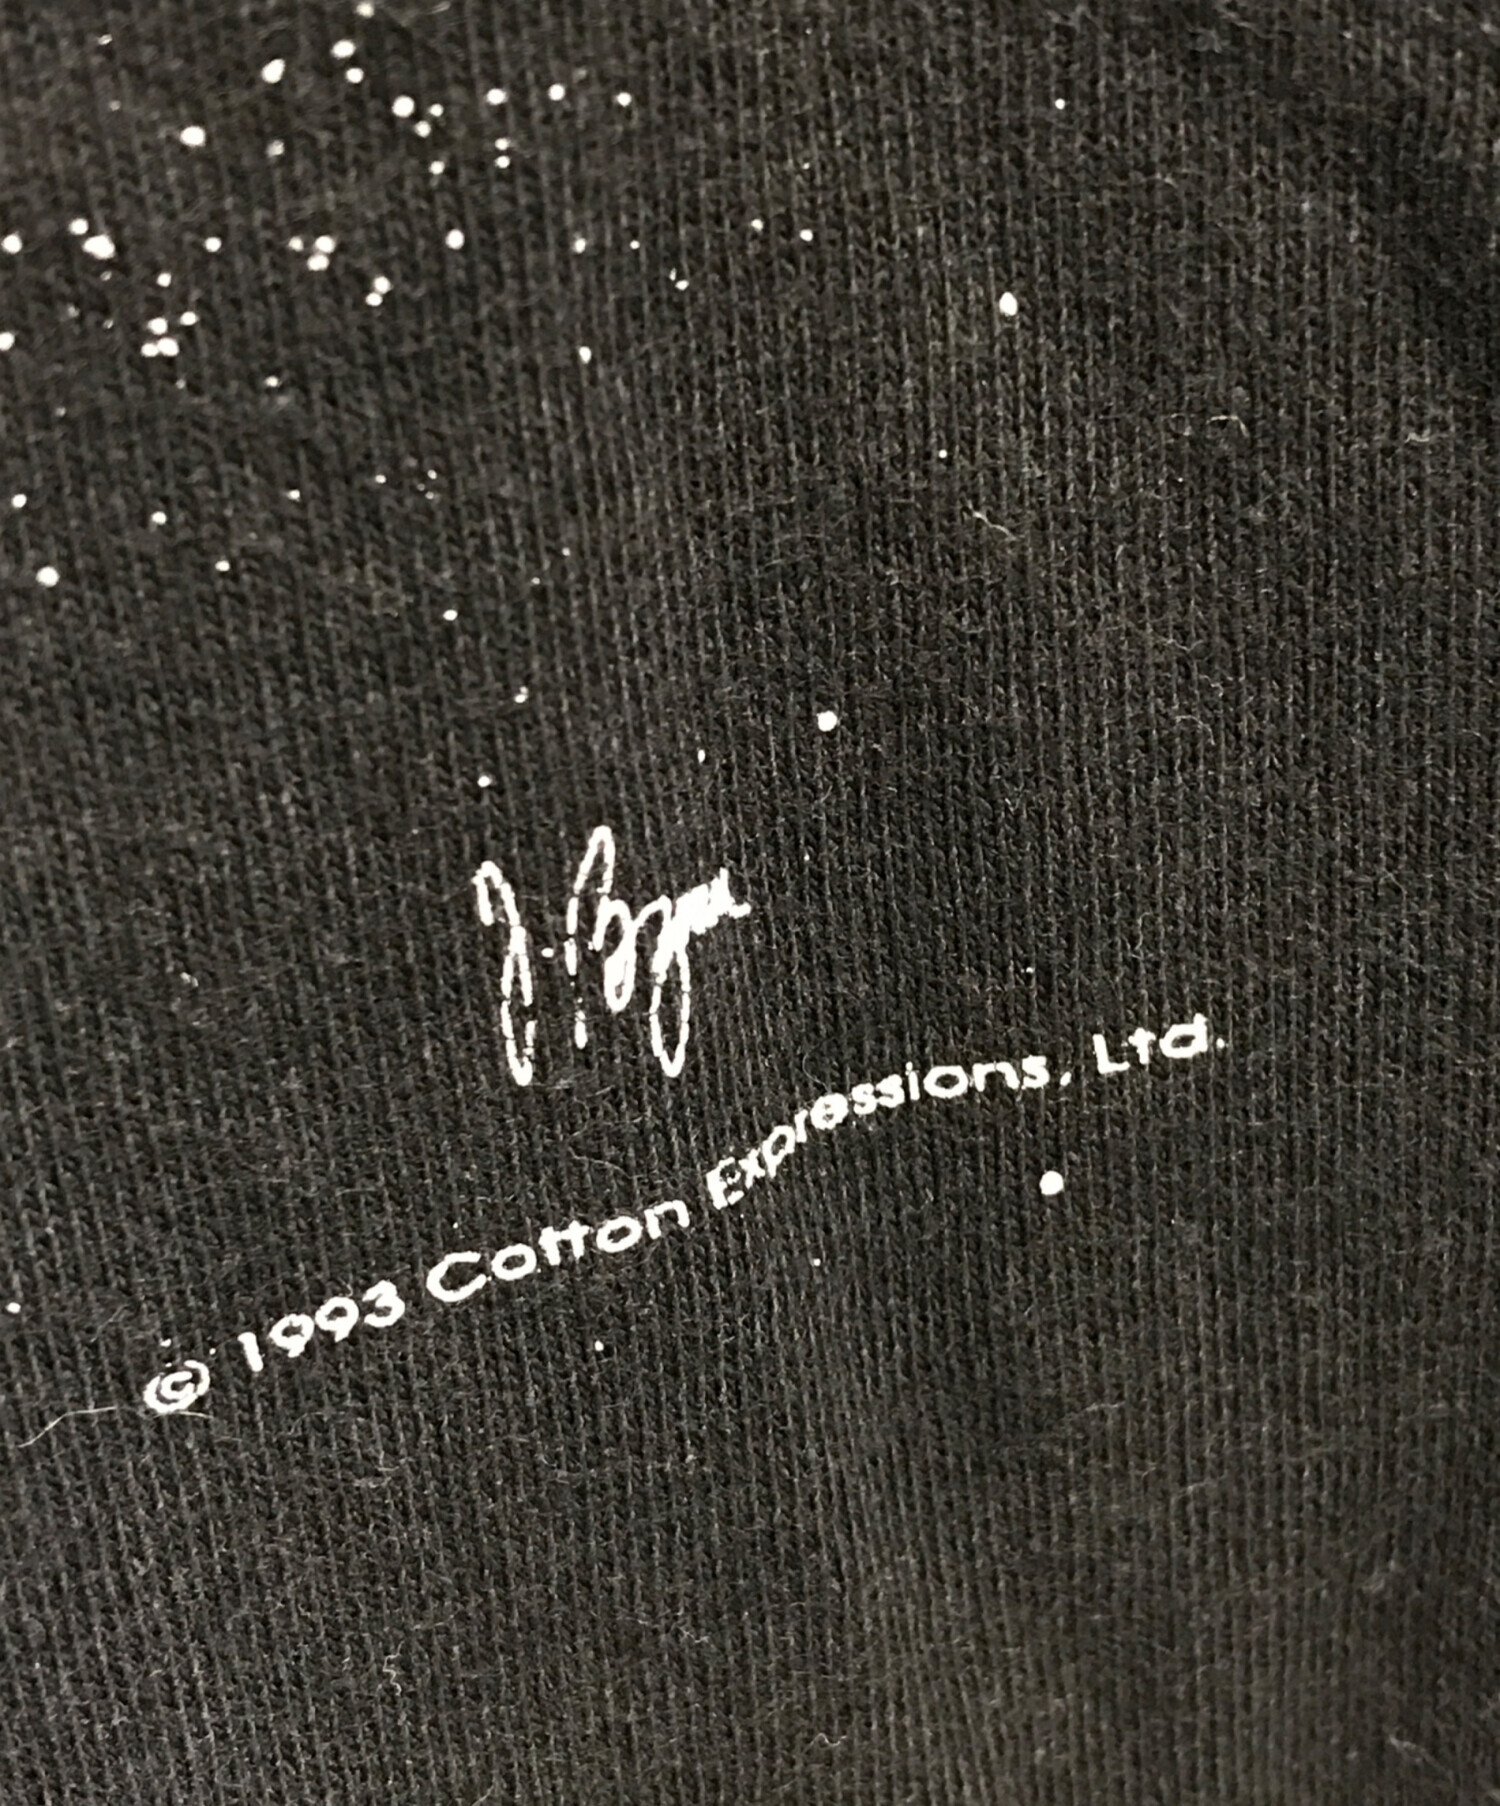 © 1993 Cotton Expressions, Ltd.